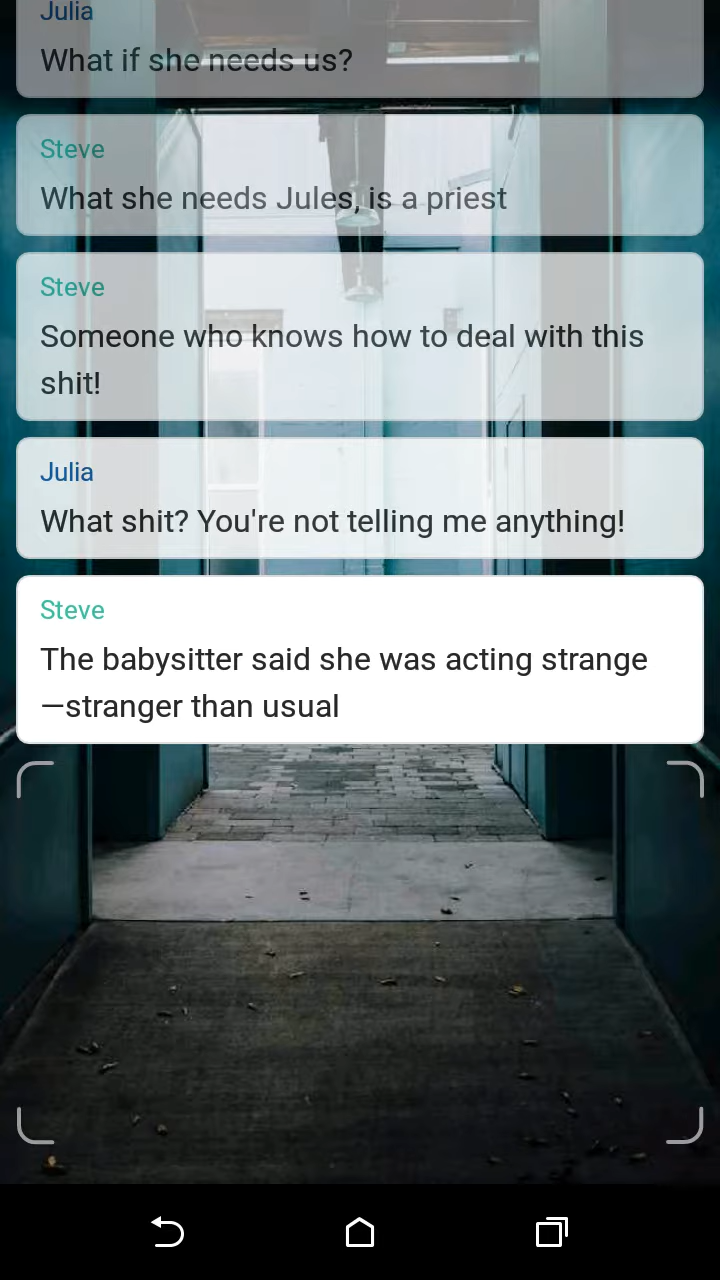 Julia
What if she needs us?
Steve
What she needs Jules, is a priest
Steve
Someone who knows how to deal with this
shit!
Julia
What shit? You're not telling me anything!
Steve
The babysitter said she was acting strange
—stranger than usual